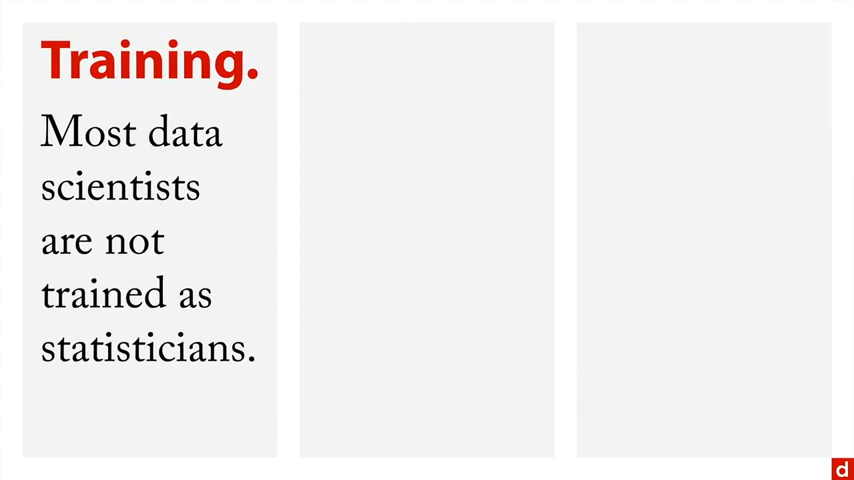 Training.
Most data
scientists
are not
trained as
statisticians.
d